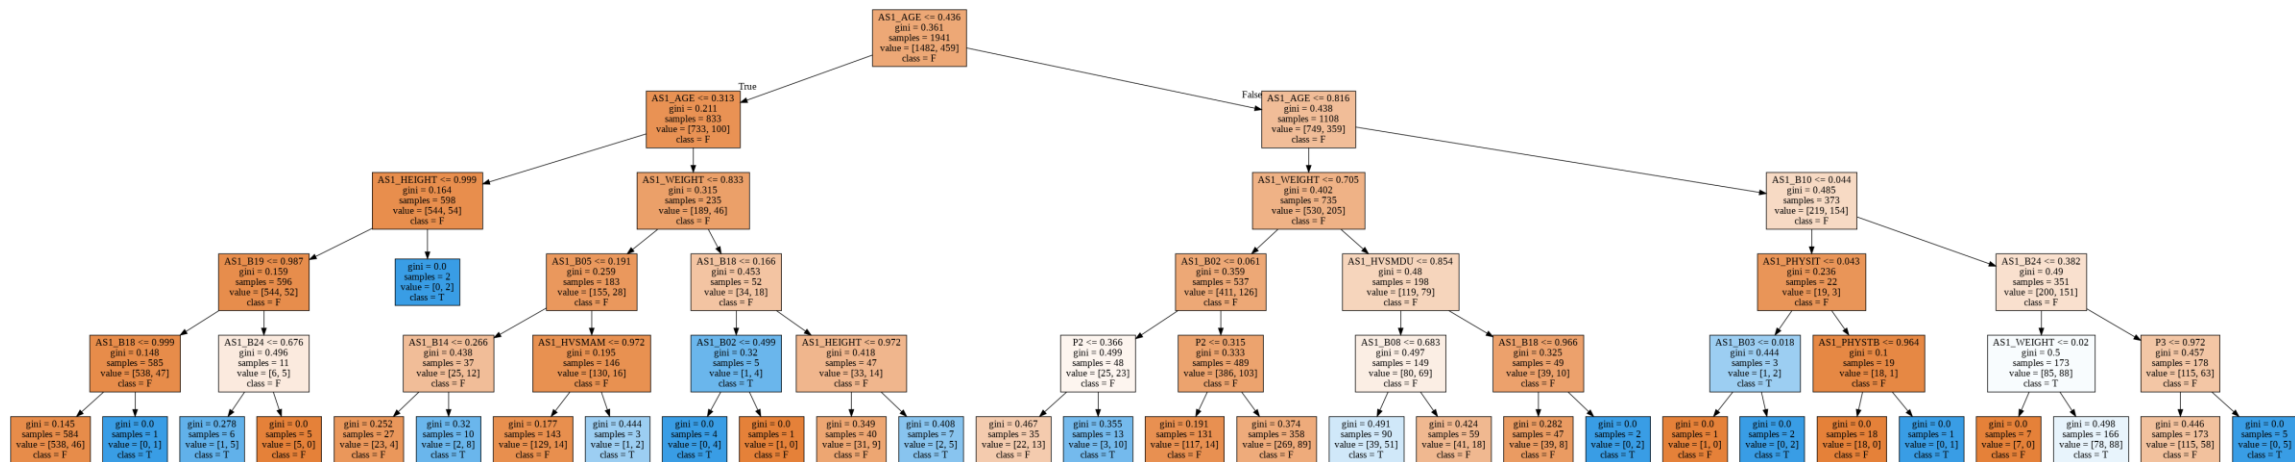 AS1_AGE <= 0.436
gini = 0.361
samples = 1941
value = [1482, 459]
class = F
True
False
AS1_AGE <= 0.313
gini = 0.211
samples = 833
value = [733, 100]
class = F
AS1_AGE <= 0.816
gini = 0.438
samples = 1108
value = [749, 359]
class = F
AS1_HEIGHT <= 0.999
gini = 0.164
samples = 598
value = [544, 54]
class = F
AS1_WEIGHT <= 0.833
gini = 0.315
samples = 235
value = [189, 46]
class = F
AS1_WEIGHT <= 0.705
gini = 0.402
samples = 735
value = [530, 205]
class = F
AS1_B10 <= 0.044
gini = 0.485
samples = 373
value = [219, 154]
class = F
AS1_B19 <= 0.987
gini = 0.159
samples = 596
value = [544, 52]
class = F
gini = 0.0
samples = 2
value = [0, 2]
class = T
AS1_B05 <= 0.191
gini = 0.259
samples = 183
value = [155, 28]
class = F
AS1_B18 <= 0.166
gini = 0.453
samples = 52
value = [34, 18]
class = F
AS1_B02 <= 0.061
gini = 0.359
samples = 537
value = [411, 126]
class = F
AS1_HVSMDU <= 0.854
gini = 0.48
samples = 198
value = [119, 79]
class = F
AS1_PHYSIT <= 0.043
gini = 0.236
samples = 22
value = [19, 3]
class = F
AS1_B24 <= 0.382
gini = 0.49
samples = 351
value = [200, 151]
class = F
AS1_B18 <= 0.999
gini = 0.148
samples = 585
value = [538, 47]
class = F
AS1_B24 <= 0.676
gini = 0.496
samples = 11
value = [6, 5]
class = F
AS1_B14 <= 0.266
gini = 0.438
samples = 37
value = [25, 12]
class = F
AS1_HVSMAM <= 0.972
gini = 0.195
samples = 146
value = [130, 16]
class = F
AS1_B02 <= 0.499
gini = 0.32
samples = 5
value = [1, 4]
class = T
AS1_HEIGHT <= 0.972
gini = 0.418
samples = 47
value = [33, 14]
class = F
P2 <= 0.366
gini = 0.499
samples = 48
value = [25, 23]
class = F
P2 <= 0.315
gini = 0.333
samples = 489
value = [386, 103]
class = F
AS1_B08 <= 0.683
gini = 0.497
samples = 149
value = [80, 69]
class = F
AS1_B18 <= 0.966
gini = 0.325
samples = 49
value = [39, 10]
class = F
AS1_B03 <= 0.018
gini = 0.444
samples = 3
value = [1, 2]
class = T
AS1_PHYSTB <= 0.964
gini = 0.1
samples = 19
value = [18, 1]
class = F
AS1_WEIGHT <= 0.02
gini = 0.5
samples = 173
value = [85, 88]
class = T
P3 <= 0.972
gini = 0.457
samples = 178
value = [115, 63]
class = F
gini = 0.145
samples = 584
value = [538, 46]
class = F
gini = 0.0
samples = 1
value = [0, 1]
class = T
gini = 0.278
samples = 6
value = [1, 5]
class = T
gini = 0.0
samples = 5
value = [5, 0]
class = F
gini = 0.252
samples = 27
value = [23, 4]
class = F
gini = 0.32
samples = 10
value = [2, 8]
class = T
gini = 0.177
samples = 143
value = [129, 14]
class = F
gini = 0.444
samples = 3
value = [1, 2]
class = T
gini = 0.0
samples = 4
value = [0, 4]
class = T
gini = 0.0
samples = 1
value = [1, 0]
class = F
gini = 0.349
samples = 40
value = [31, 9]
class = F
gini = 0.408
samples = 7
value = [2, 5]
class = T
gini = 0.467
samples = 35
value = [22, 13]
class = F
gini = 0.355
samples = 13
value = [3, 10]
class = T
gini = 0.191
samples = 131
value = [117, 14]
class = F
gini = 0.374
samples = 358
value = [269, 89]
class = F
gini = 0.491
samples = 90
value = [39, 51]
class = T
gini = 0.424
samples = 59
value = [41, 18]
class = F
gini = 0.282
samples = 47
value = [39, 8]
class = F
gini = 0.0
samples = 2
value = [0, 2]
class = T
gini = 0.0
samples = 1
value = [1, 0]
class = F
gini = 0.0
samples = 2
value = [0, 2]
class = T
gini = 0.0
samples = 18
value = [18, 0]
class = F
gini = 0.0
samples = 1
value = [0, 1]
class = T
gini = 0.0
samples = 7
value = [7, 0]
class = F
gini = 0.498
samples = 166
value = [78, 88]
class = T
gini = 0.446
samples = 173
value = [115, 58]
class = F
gini = 0.0
samples = 5
value = [0, 5]
class = T